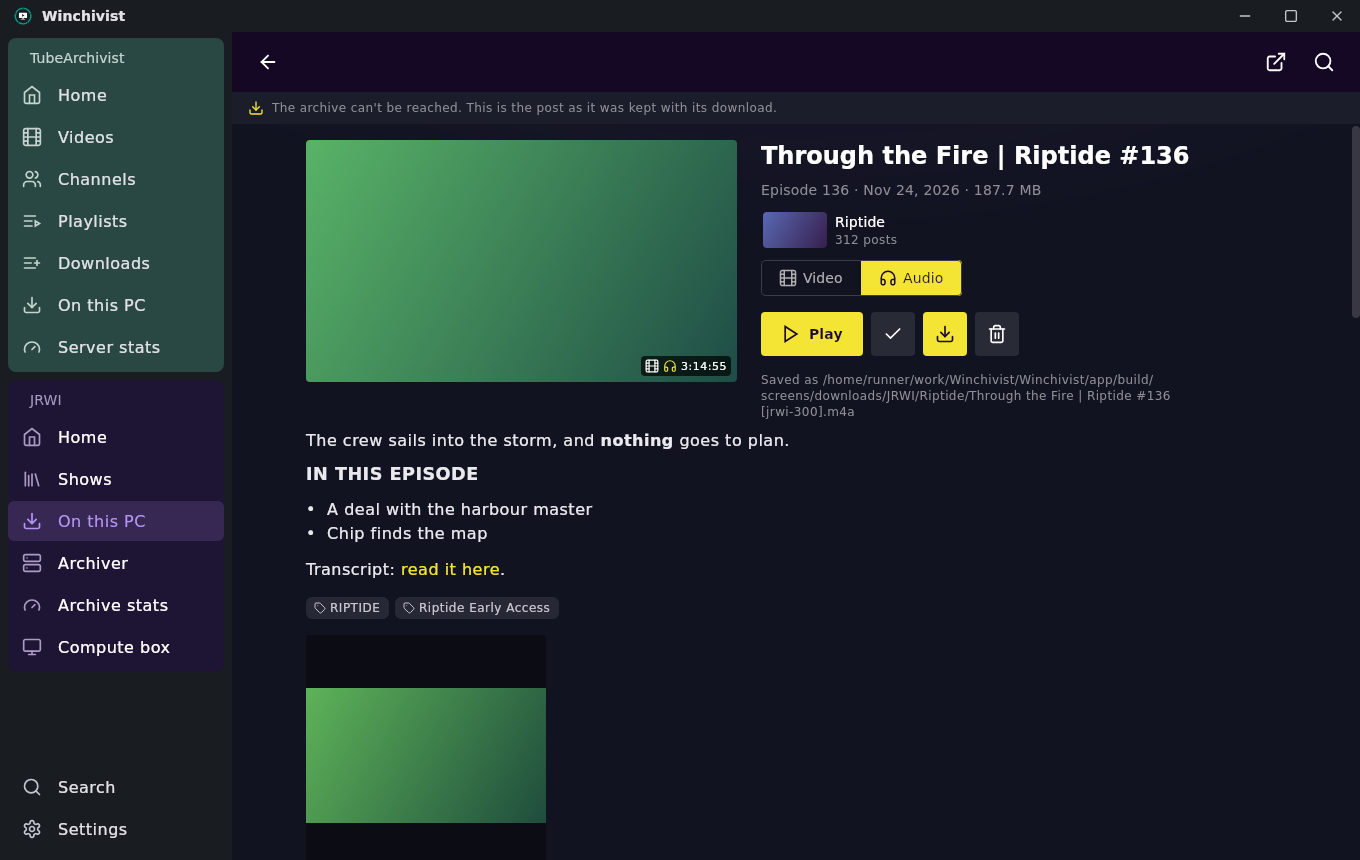 Winchivist
TubeArchivist
Home
Videos
Channels
Playlists
Downloads
On this PC
Server stats
JRWI
Home
Shows
On this PC
Archiver
Archive stats
Compute box
Search
Settings
The archive can't be reached. This is the post as it was kept with its download.
3:14:55
Through the Fire | Riptide #136
Episode 136 · Nov 24, 2026 · 187.7 MB
Riptide
312 posts
Video Audio
Play
Saved as /home/runner/work/Winchivist/Winchivist/app/build/
screens/downloads/JRWI/Riptide/Through the Fire | Riptide #136
[jrwi-300].m4a
The crew sails into the storm, and nothing goes to plan.
IN THIS EPISODE
• A deal with the harbour master
• Chip finds the map
Transcript: read it here.
RIPTIDE Riptide Early Access